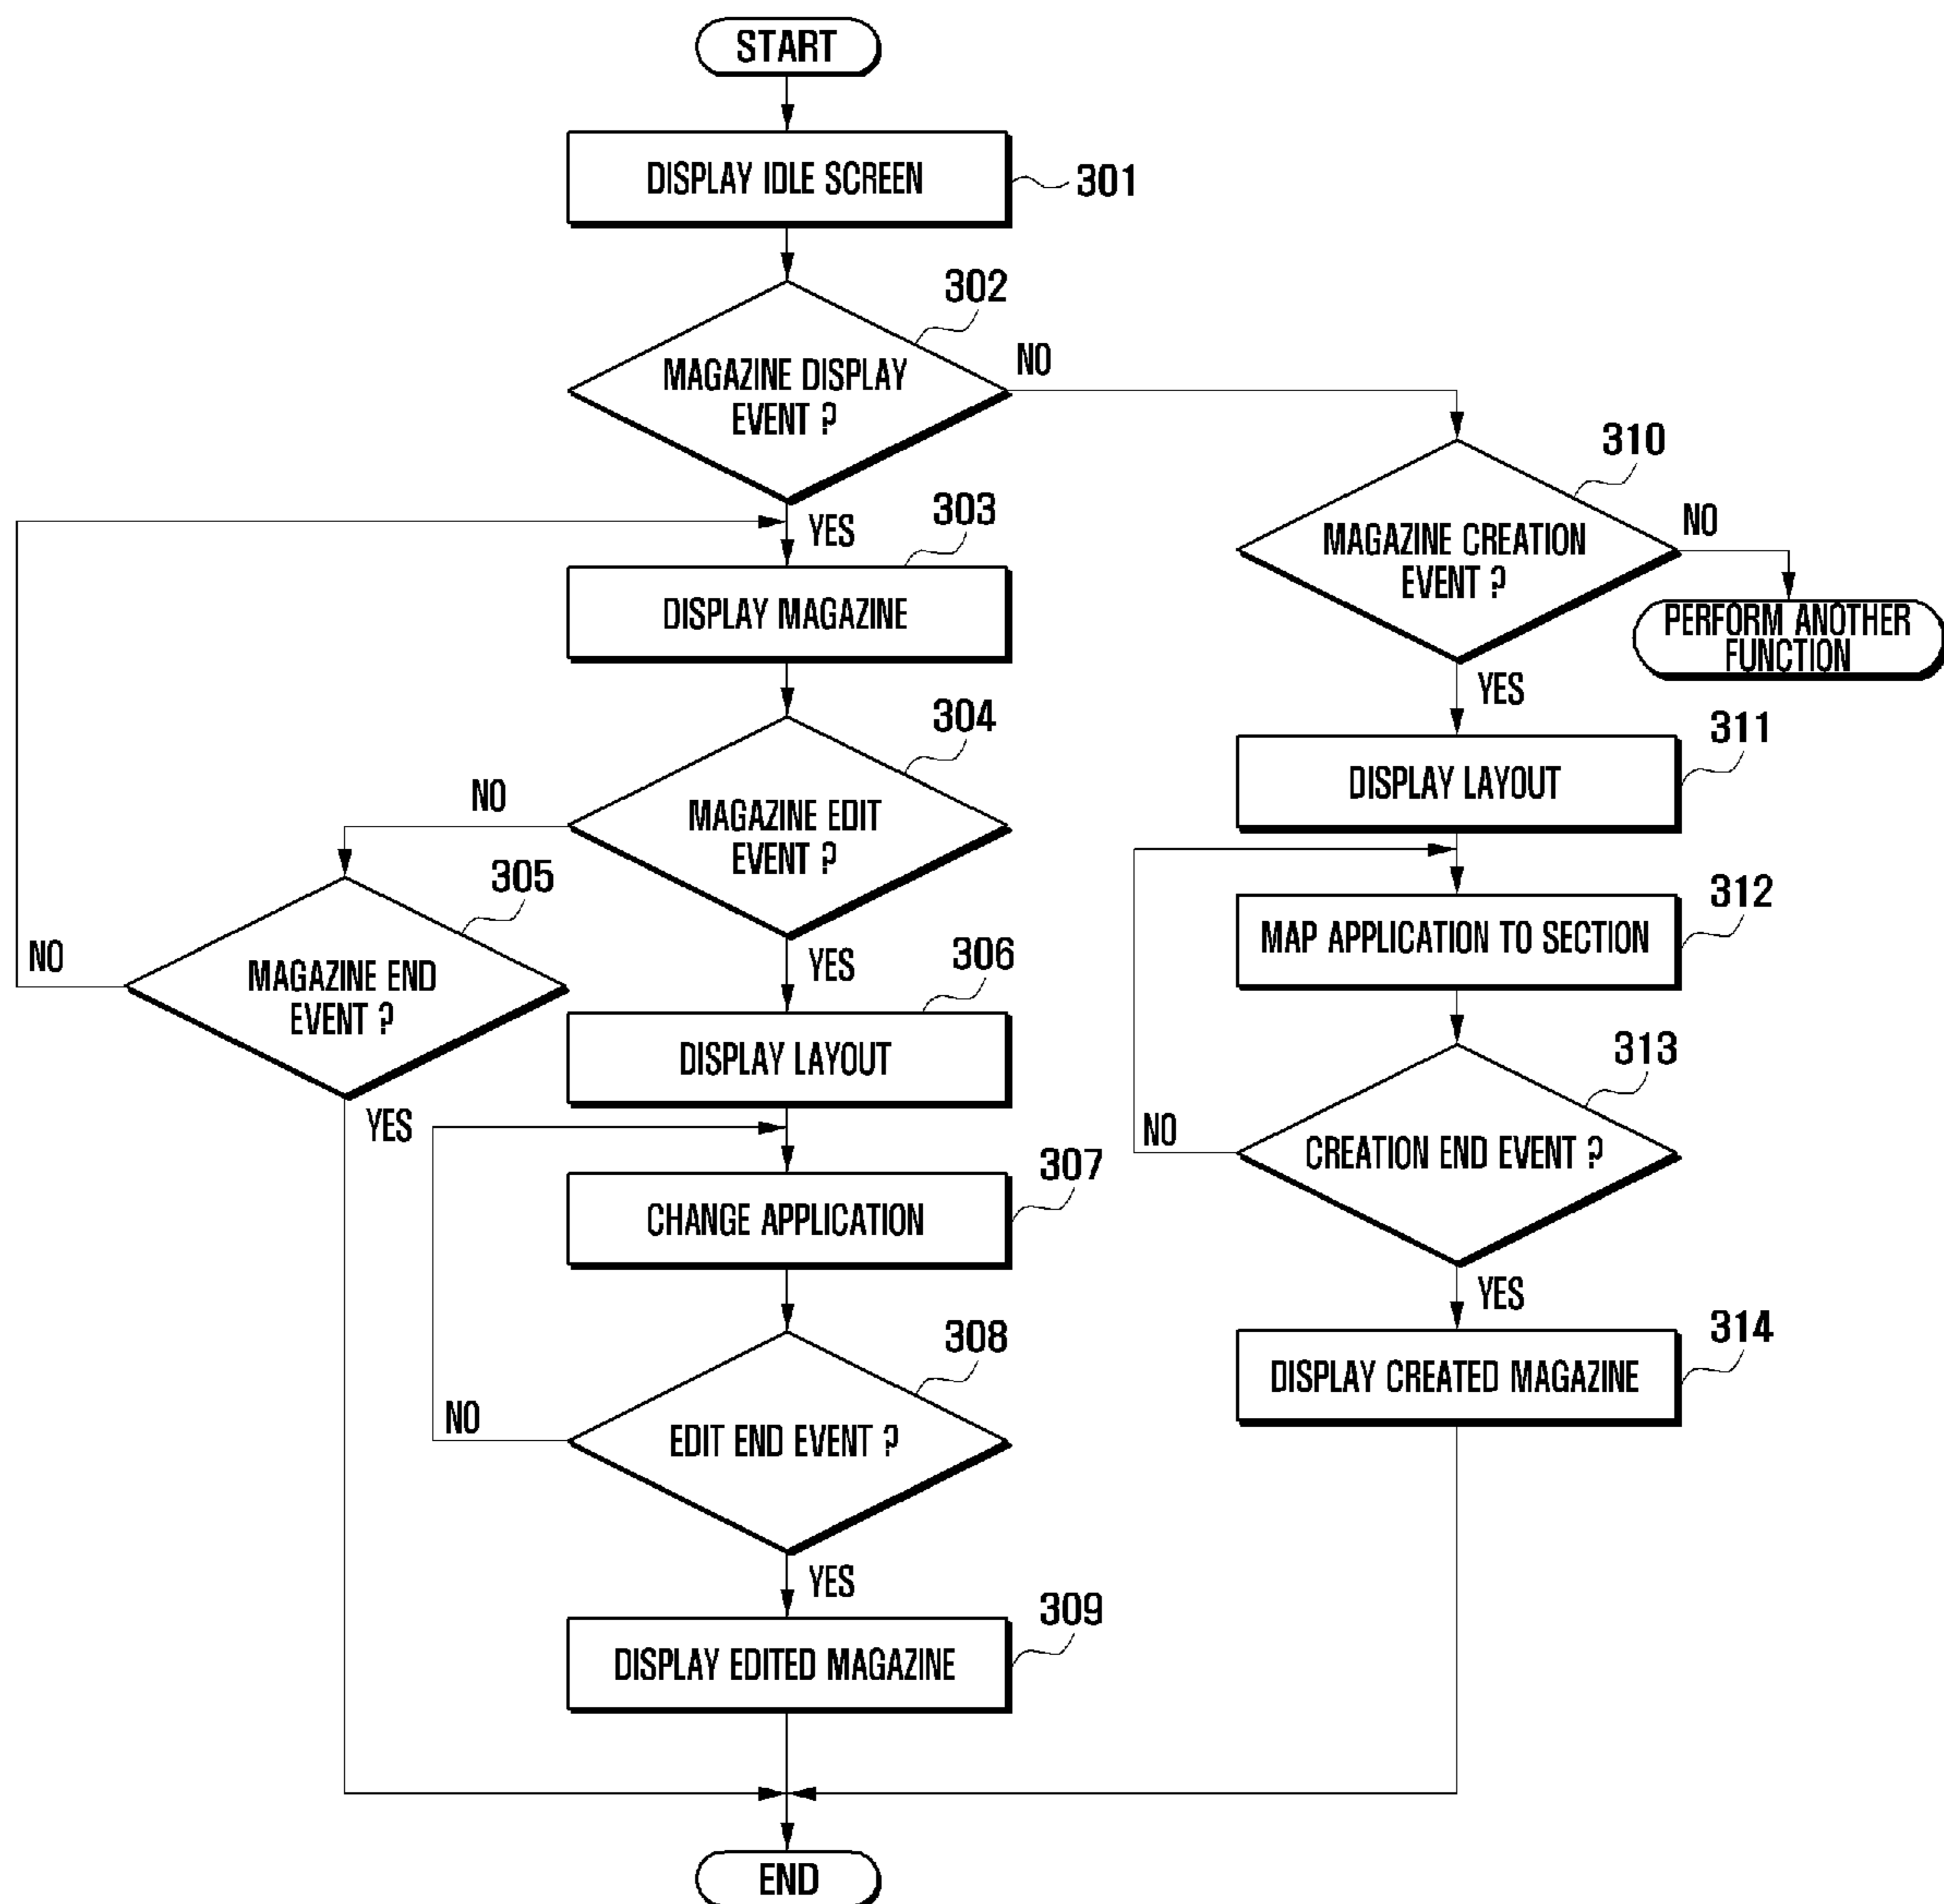 START
DISPLAY IDLE SCREEN
301
302
MAGAZINE DISPLAY
EVENT ?
NO
YES
303
DISPLAY MAGAZINE
304
MAGAZINE EDIT
EVENT ?
NO
305
MAGAZINE END
EVENT ?
NO
YES
YES
306
DISPLAY LAYOUT
307
CHANGE APPLICATION
308
EDIT END EVENT ?
NO
YES
309
DISPLAY EDITED MAGAZINE
310
MAGAZINE CREATION
EVENT ?
NO
PERFORM ANOTHER
FUNCTION
YES
311
DISPLAY LAYOUT
312
MAP APPLICATION TO SECTION
313
CREATION END EVENT ?
NO
YES
314
DISPLAY CREATED MAGAZINE
END